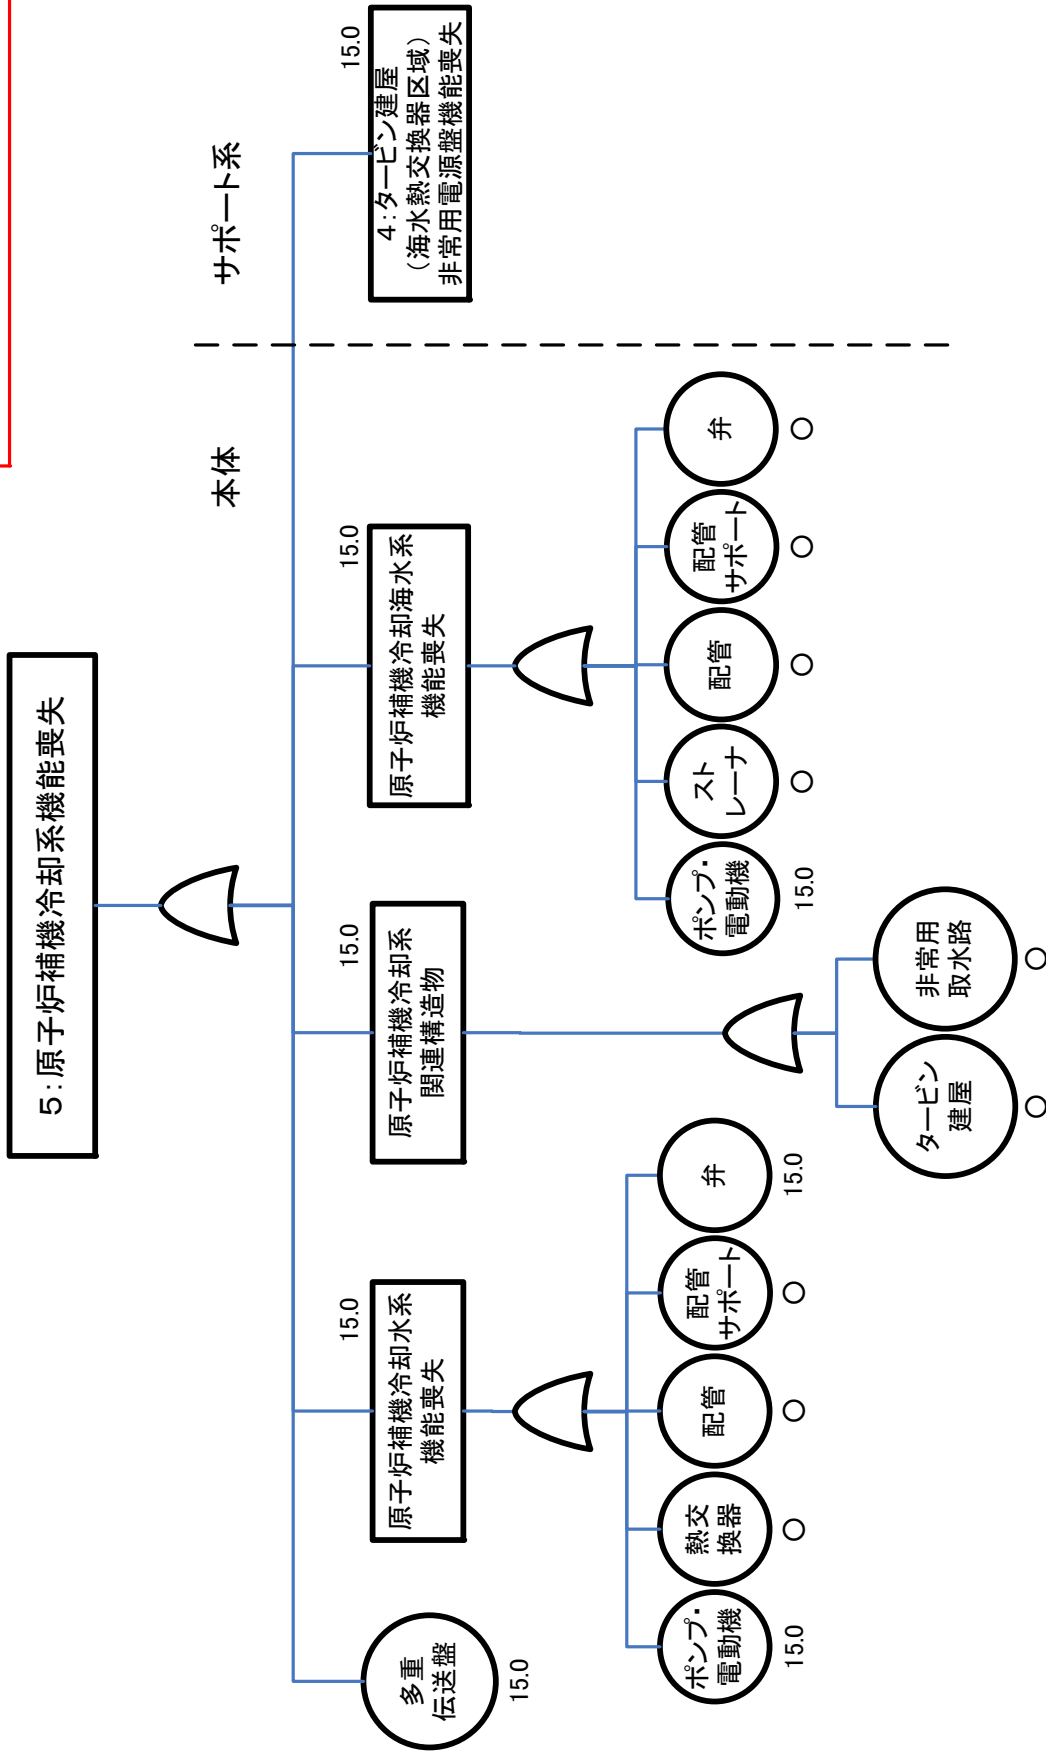 5:原子炉補機冷却系機能喪失
本体
サポート系
多重
伝送盤
15.0
15.0
原子炉補機冷却水系
機能喪失
15.0
原子炉補機冷却系
関連構造物
15.0
原子炉補機冷却海水系
機能喪失
15.0
4:タービン建屋
(海水熱交換器区域)
非常用電源盤機能喪失
ポンプ・
電動機
15.0
熱交
換器
○
配管
○
配管
サポート
○
弁
15.0
タービン
建屋
○
非常用
取水路
○
ポンプ・
電動機
15.0
スト
レーナ
○
配管
○
配管
サポート
○
弁
○